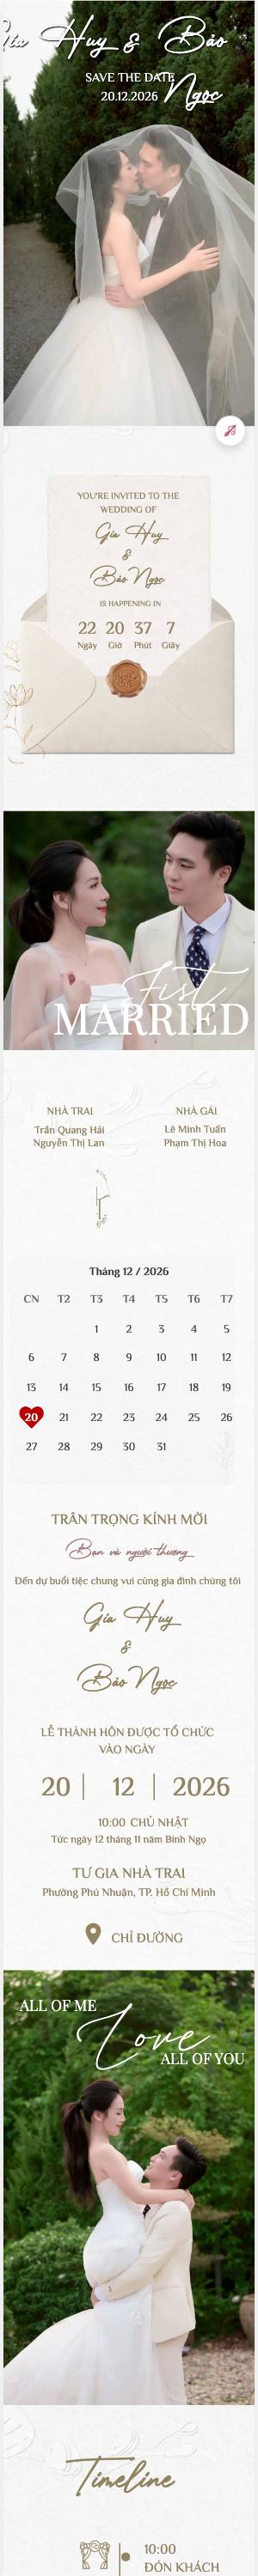 Gia Huy & Bảo
Ngọc
SAVE THE DATE
20.12.2026
YOU'RE INVITED TO THE
WEDDING OF
Gia Huy
&
Bảo Ngọc
IS HAPPENING IN
22 20 37 7
Ngày Giờ Phút Giây
Fist
MARRIED
NHÀ TRAI
Trần Quang Hải
Nguyễn Thị Lan
NHÀ GÁI
Lê Minh Tuấn
Phạm Thị Hoa
Tháng 12 / 2026
CN T2 T3 T4 T5 T6 T7
1 2 3 4 5
6 7 8 9 10 11 12
13 14 15 16 17 18 19
20 21 22 23 24 25 26
27 28 29 30 31
TRÂN TRỌNG KÍNH MỜI
Bạn và người thương
Đến dự buổi tiệc chung vui cùng gia đình chúng tôi
Gia Huy
&
Bảo Ngọc
LỄ THÀNH HÔN ĐƯỢC TỔ CHỨC
VÀO NGÀY
20 | 12 | 2026
10:00 CHỦ NHẬT
Tức ngày 12 tháng 11 năm Bính Ngọ
TƯ GIA NHÀ TRAI
Phường Phú Nhuận, TP. Hồ Chí Minh
CHỈ ĐƯỜNG
ALL OF ME
Love
ALL OF YOU
Timeline
10:00
ĐÓN KHÁCH